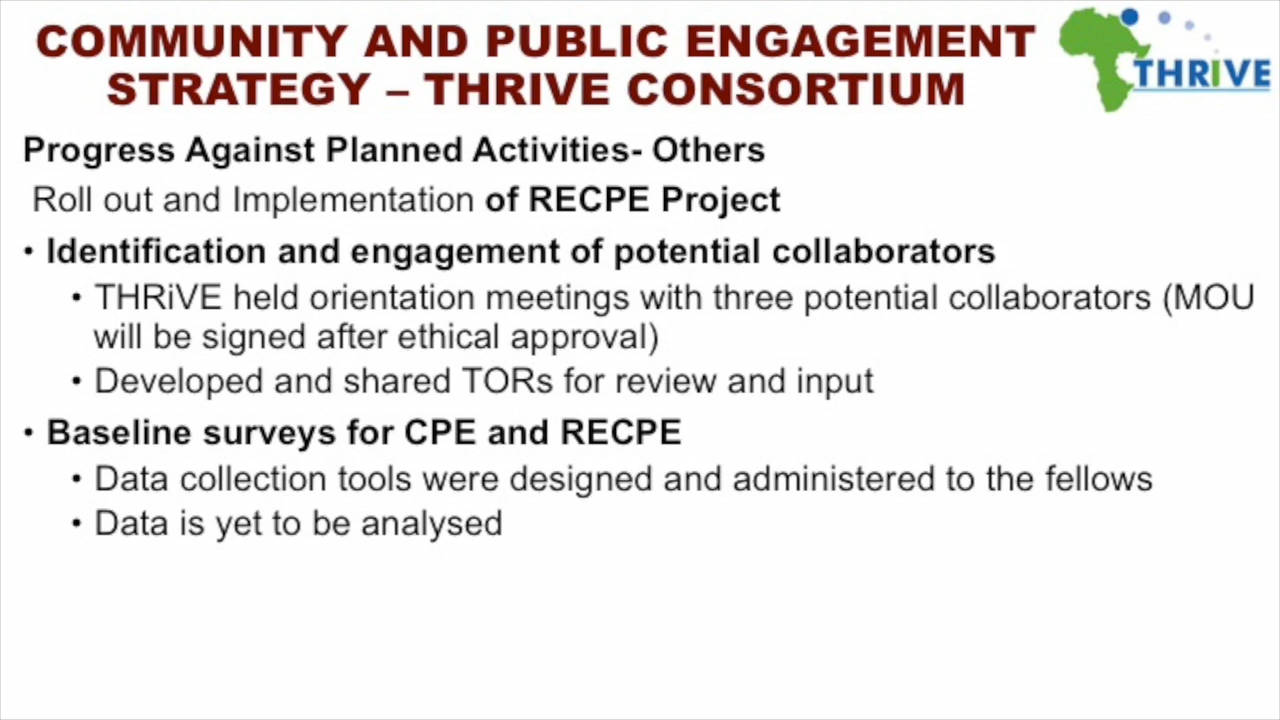 COMMUNITY AND PUBLIC ENGAGEMENT
STRATEGY – THRIVE CONSORTIUM
THRIVE
Progress Against Planned Activities- Others
Roll out and Implementation of RECPE Project
• Identification and engagement of potential collaborators
• THRiVE held orientation meetings with three potential collaborators (MOU
will be signed after ethical approval)
• Developed and shared TORs for review and input
• Baseline surveys for CPE and RECPE
• Data collection tools were designed and administered to the fellows
• Data is yet to be analysed